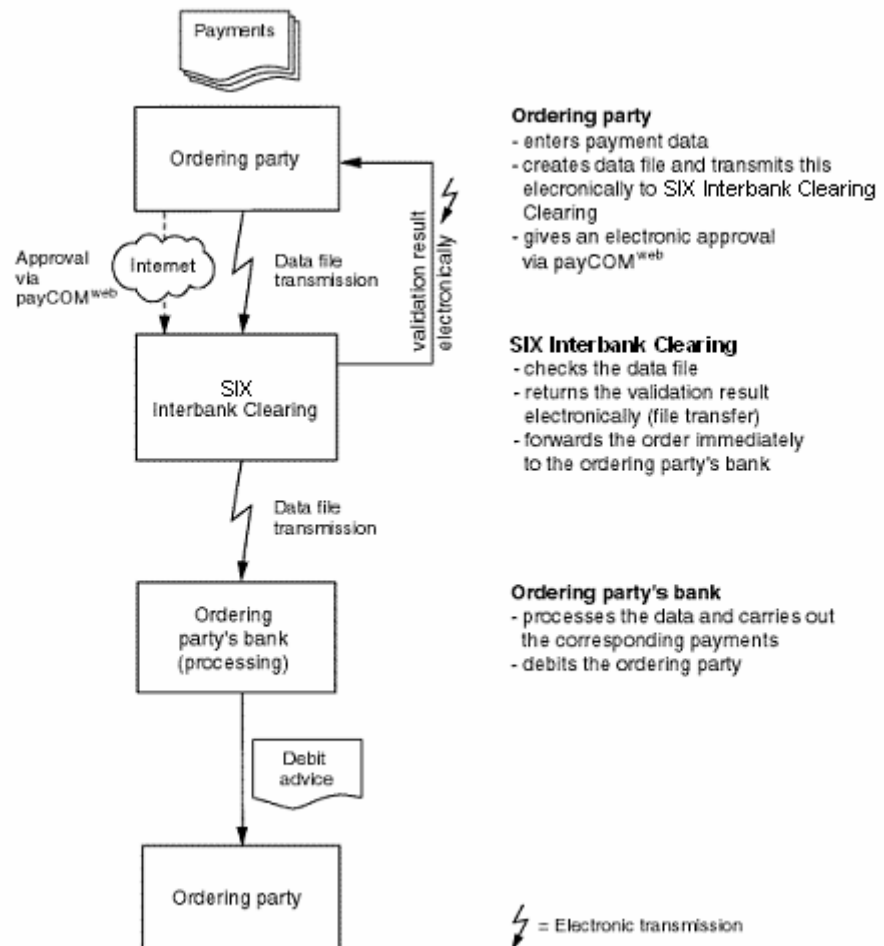 Payments
Ordering party
Approval
via
payCOMweb
Internet
Data file
transmission
validation result
electronically
SIX
Interbank Clearing
Data file
transmission
Ordering
party's bank
(processing)
Debit
advice
Ordering party
Ordering party
- enters payment data
- creates data file and transmits this
elecronically to SIX Interbank Clearing
Clearing
- gives an electronic approval
via payCOMweb
SIX Interbank Clearing
- checks the data file
- returns the validation result
electronically (file transfer)
- forwards the order immediately
to the ordering party's bank
Ordering party's bank
- processes the data and carries out
the corresponding payments
- debits the ordering party
= Electronic transmission